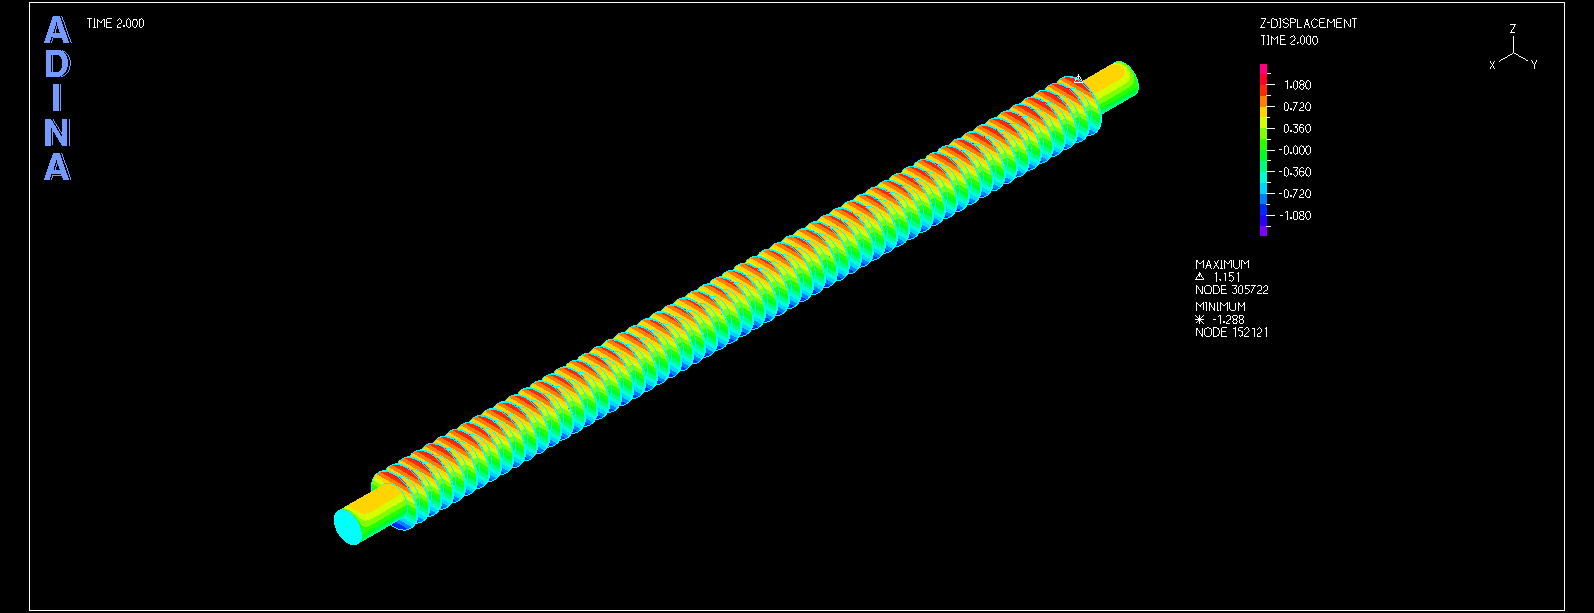 ADINA
TIME 2.000
Z-DISPLACEMENT
TIME 2.000
1.080
0.720
0.360
-0.000
-0.360
-0.720
-1.080
Z
X
Y
MAXIMUM
△ 1.151
NODE 305722
MINIMUM
✳ -1.288
NODE 152121